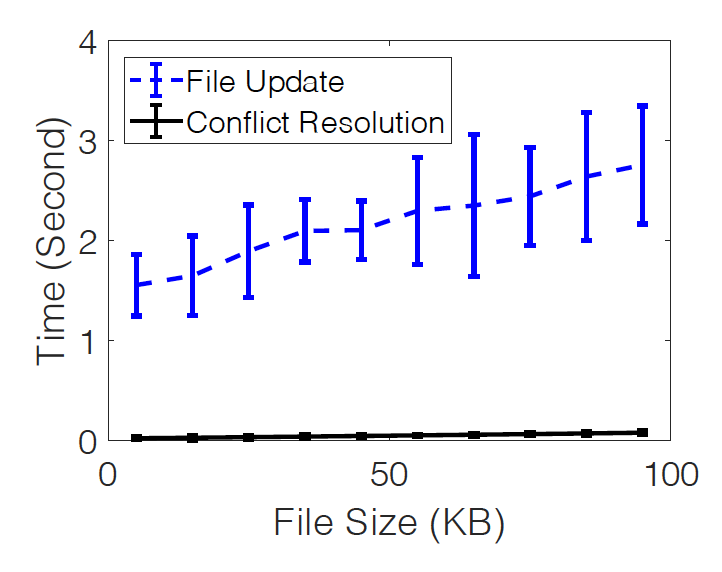 4
File Update
Conflict Resolution
3
2
1
0
0 50 100
Time (Second)
File Size (KB)